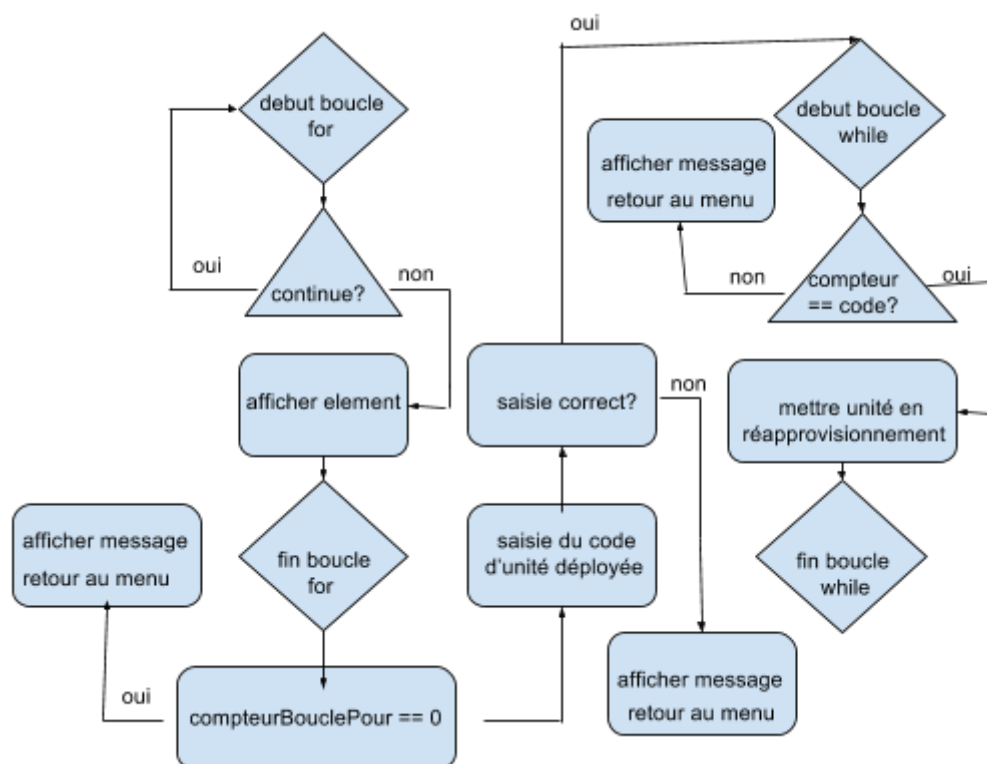 debut boucle
for
oui
continue?
non
afficher element
fin boucle
for
afficher message
retour au menu
oui
compteurBouclePour == 0
saisie du code
d'unité déployée
saisie correct?
oui
non
afficher message
retour au menu
debut boucle
while
afficher message
retour au menu
non
compteur
== code?
oui
mettre unité en
réapprovisionnement
fin boucle
while